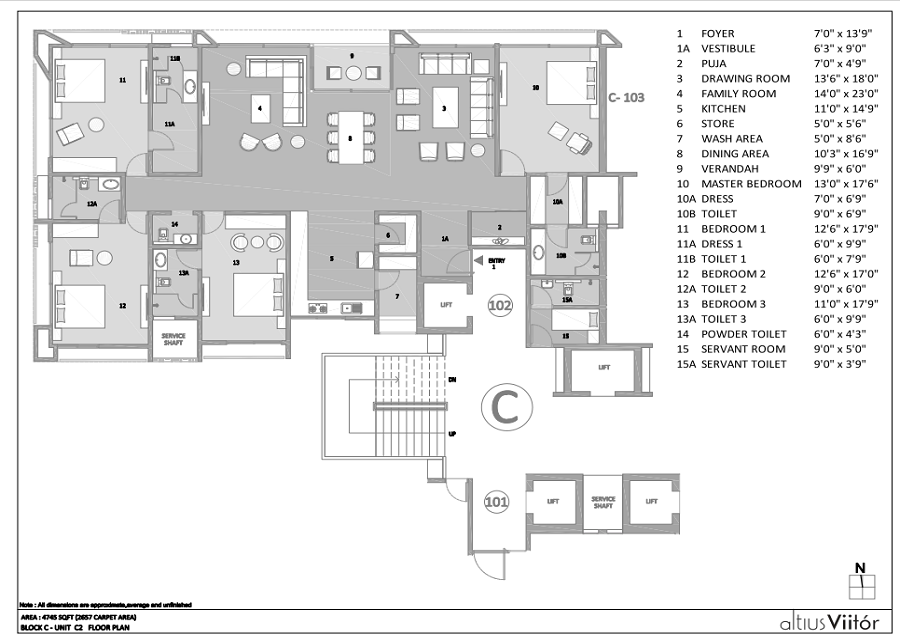 1 FOYER 7'0" x 13'9"
1A VESTIBULE 6'3" x 9'0"
2 PUJA 7'0" x 4'9"
3 DRAWING ROOM 13'6" x 18'0"
4 FAMILY ROOM 14'0" x 23'0"
5 KITCHEN 11'0" x 14'9"
6 STORE 5'0" x 5'6"
7 WASH AREA 5'0" x 8'6"
8 DINING AREA 10'3" x 16'9"
9 VERANDAH 9'9" x 6'0"
10 MASTER BEDROOM 13'0" x 17'6"
10A DRESS 7'0" x 6'9"
10B TOILET 9'0" x 6'9"
11 BEDROOM 1 12'6" x 17'9"
11A DRESS 1 6'0" x 9'9"
11B TOILET 1 6'0" x 7'9"
12 BEDROOM 2 12'6" x 17'0"
12A TOILET 2 9'0" x 6'0"
13 BEDROOM 3 11'0" x 17'9"
13A TOILET 3 6'0" x 9'9"
14 POWDER TOILET 6'0" x 4'3"
15 SERVANT ROOM 9'0" x 5'0"
15A SERVANT TOILET 9'0" x 3'9"
C- 103
9
11B
11
10
4
3
11A
8
12A
10A
14
2
6
1A
13
5
ENTRY
1
10B
13A
7
12
LIFT
102
15A
15
SERVICE
SHAFT
LIFT
DN
C
UP
101
LIFT
SERVICE
SHAFT
LIFT
N
Note : All dimensions are approximate,average and unfinished
AREA : 4745 SQFT (2657 CARPET AREA)
BLOCK C - UNIT C2 FLOOR PLAN
altius Viitór